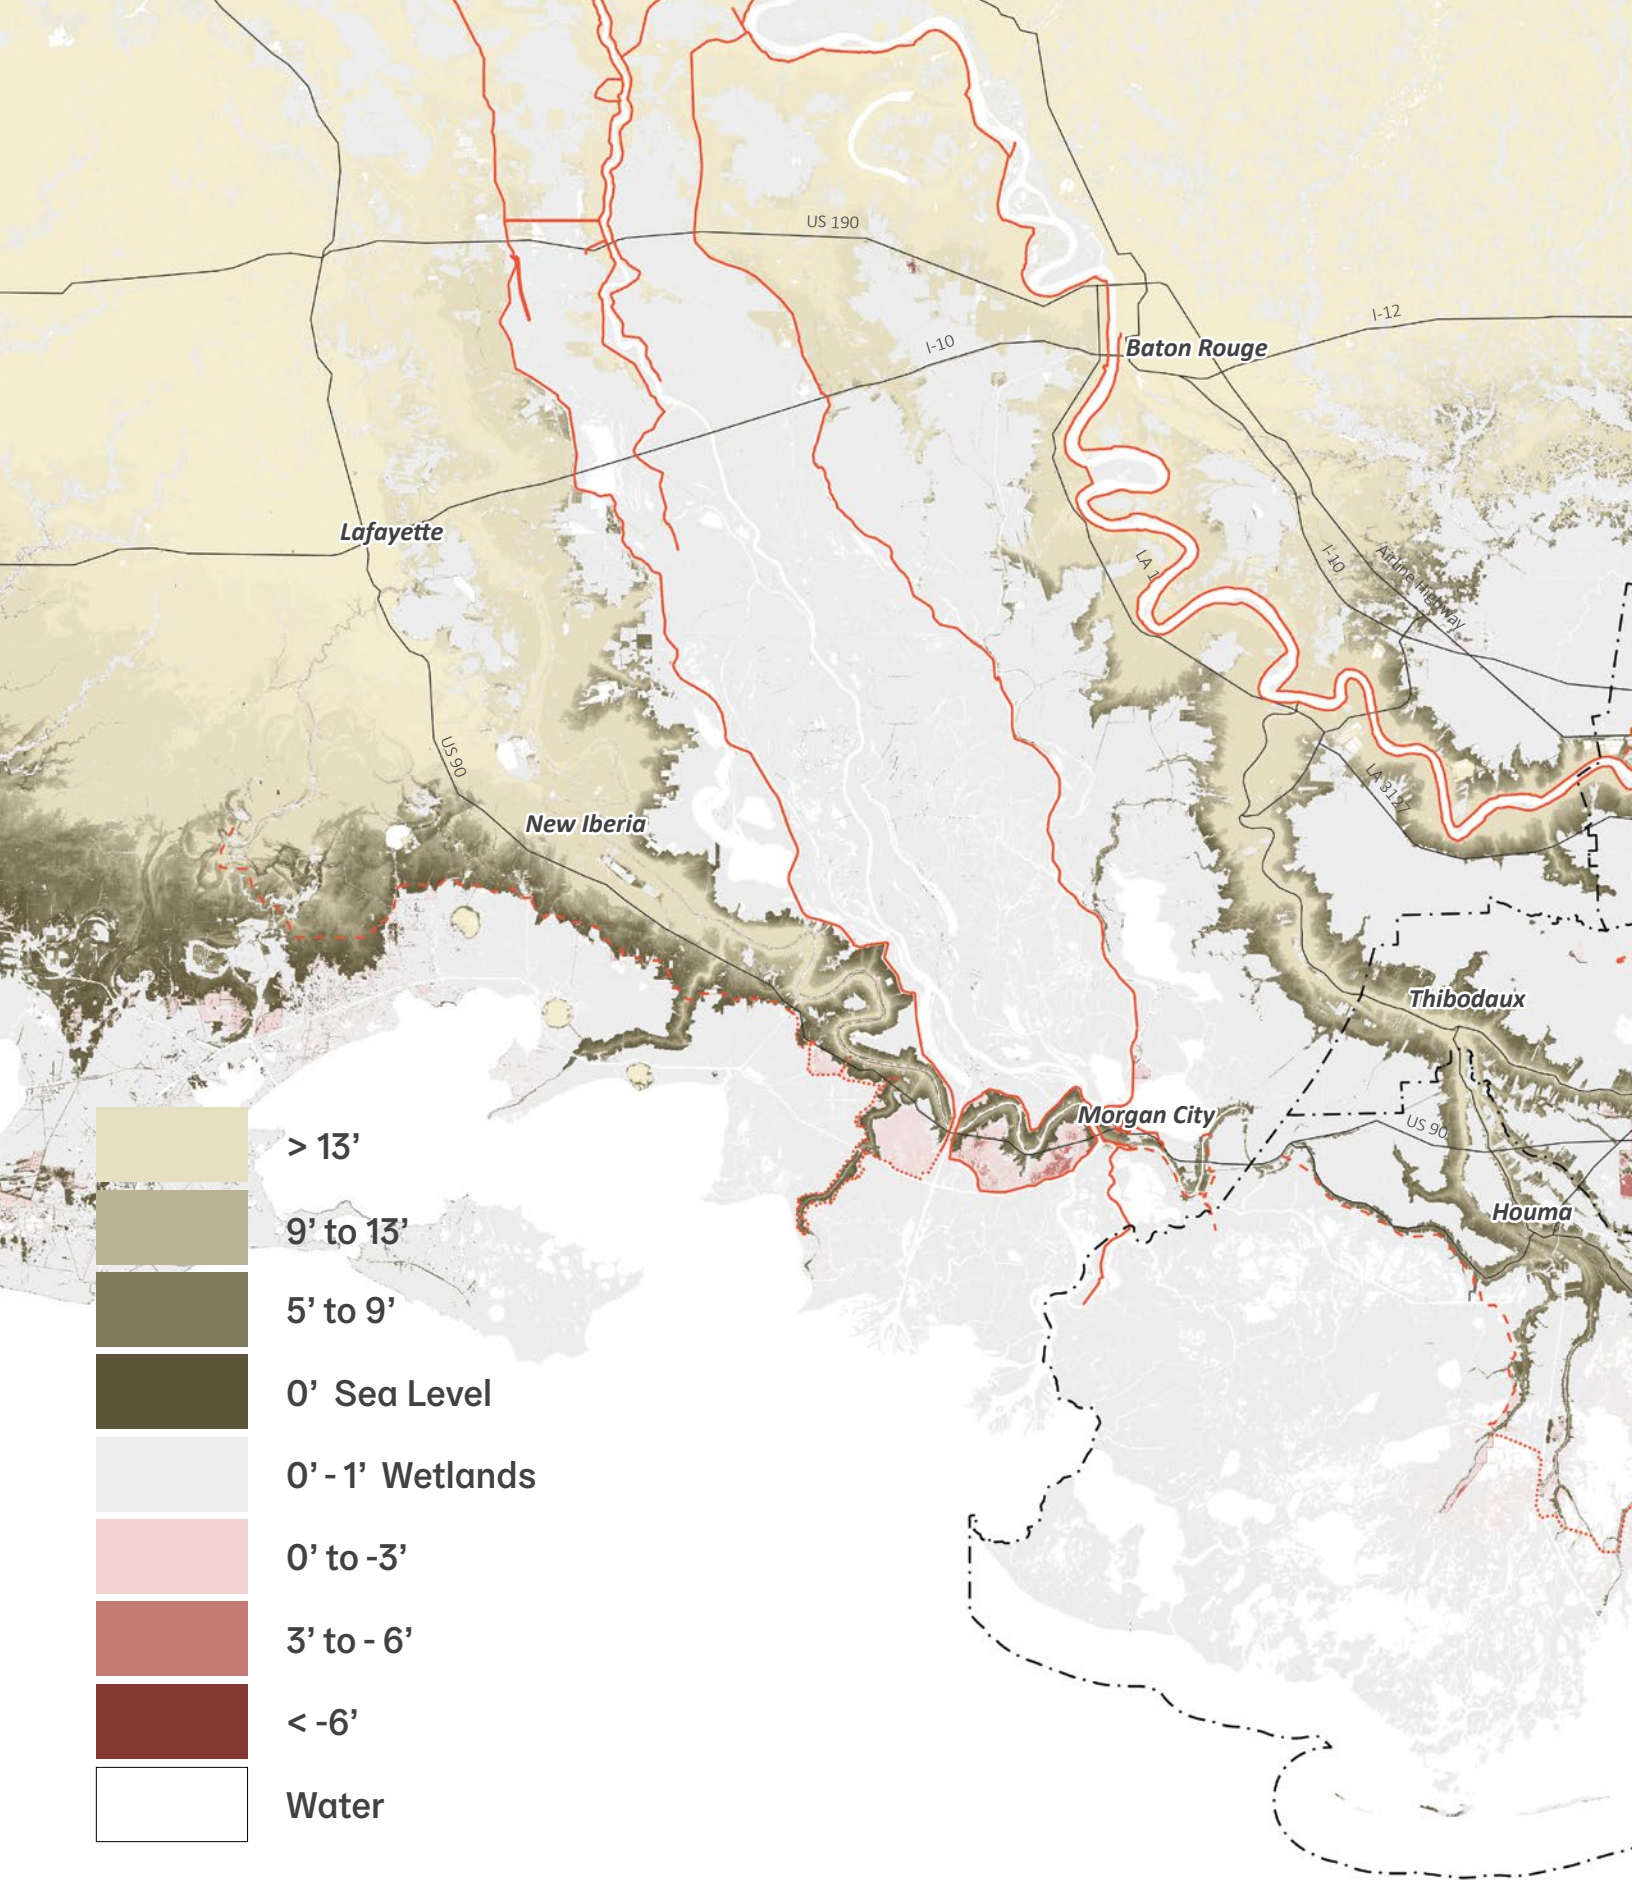 US 190
I-12
I-10
Baton Rouge
Lafayette
LA 1
I-10
Airline Highway
US 90
LA 3127
New Iberia
Thibodaux
Morgan City
US 90
Houma
> 13’
9’ to 13’
5’ to 9’
0’ Sea Level
0’ - 1’ Wetlands
0’ to -3’
3’ to - 6’
< -6’
Water